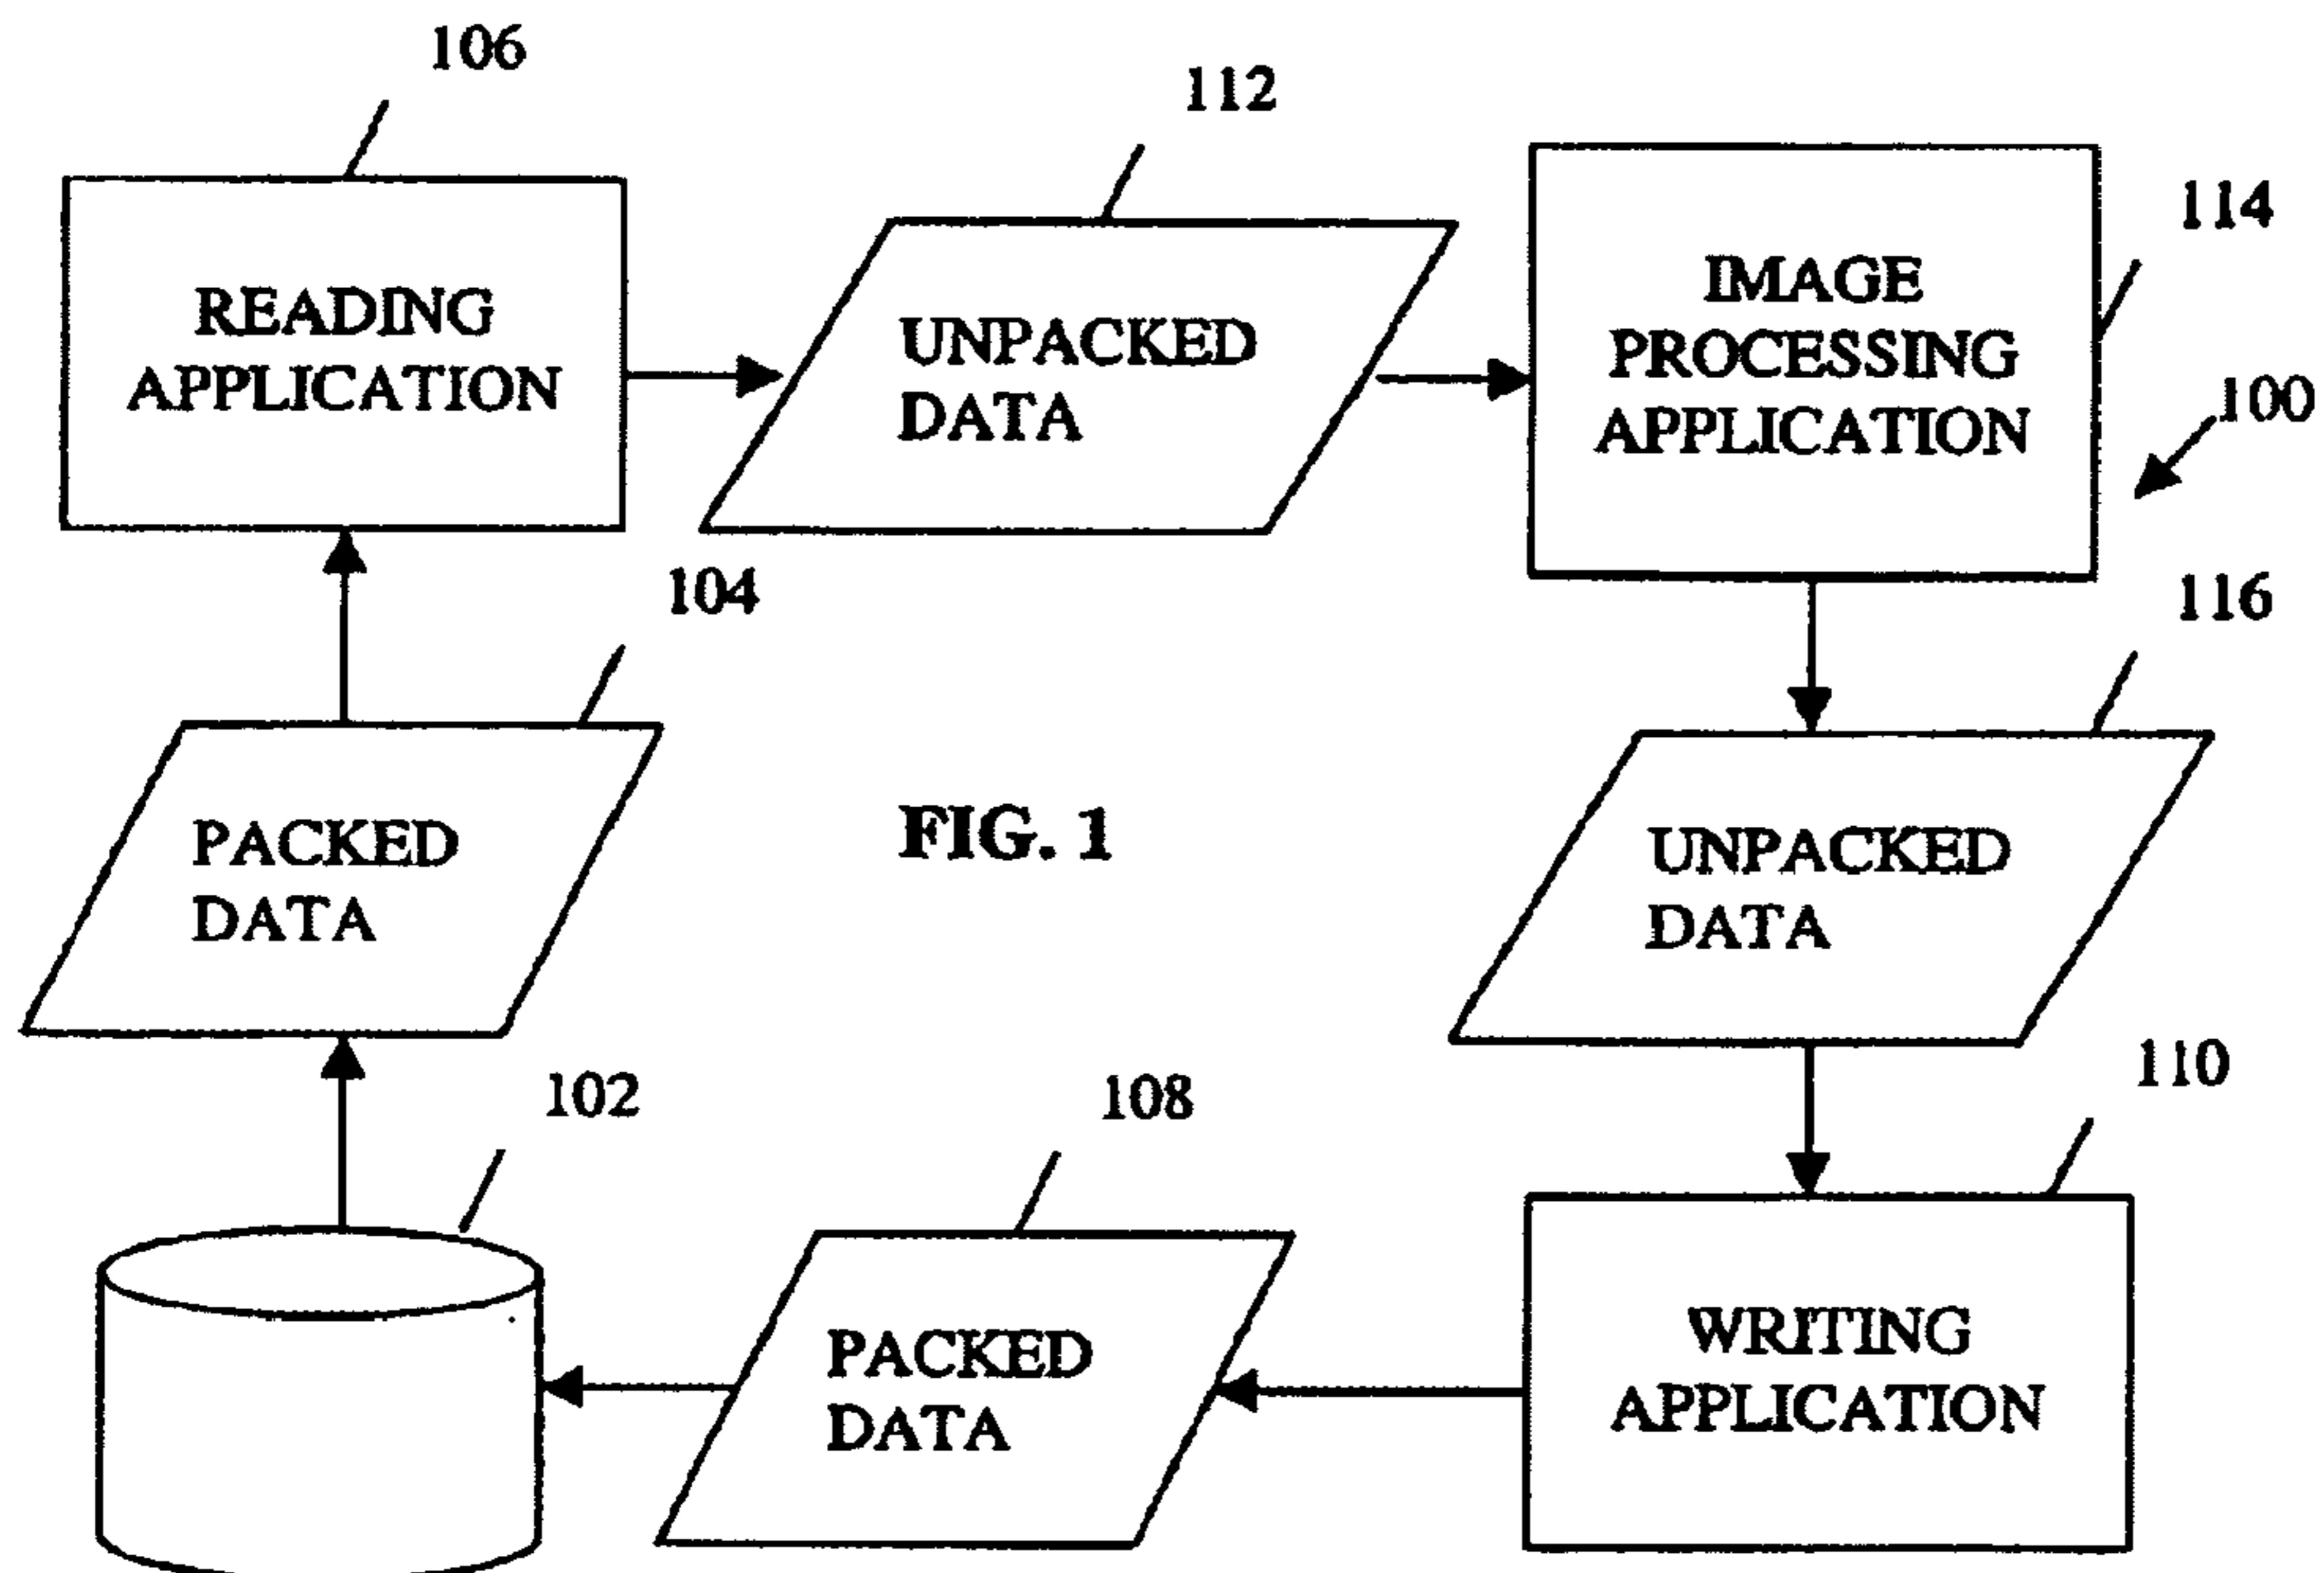 106
112
114
READING
APPLICATION
UNPACKED
DATA
IMAGE
PROCESSING
APPLICATION
100
104
116
PACKED
DATA
FIG. 1
UNPACKED
DATA
102
108
110
PACKED
DATA
WRITING
APPLICATION